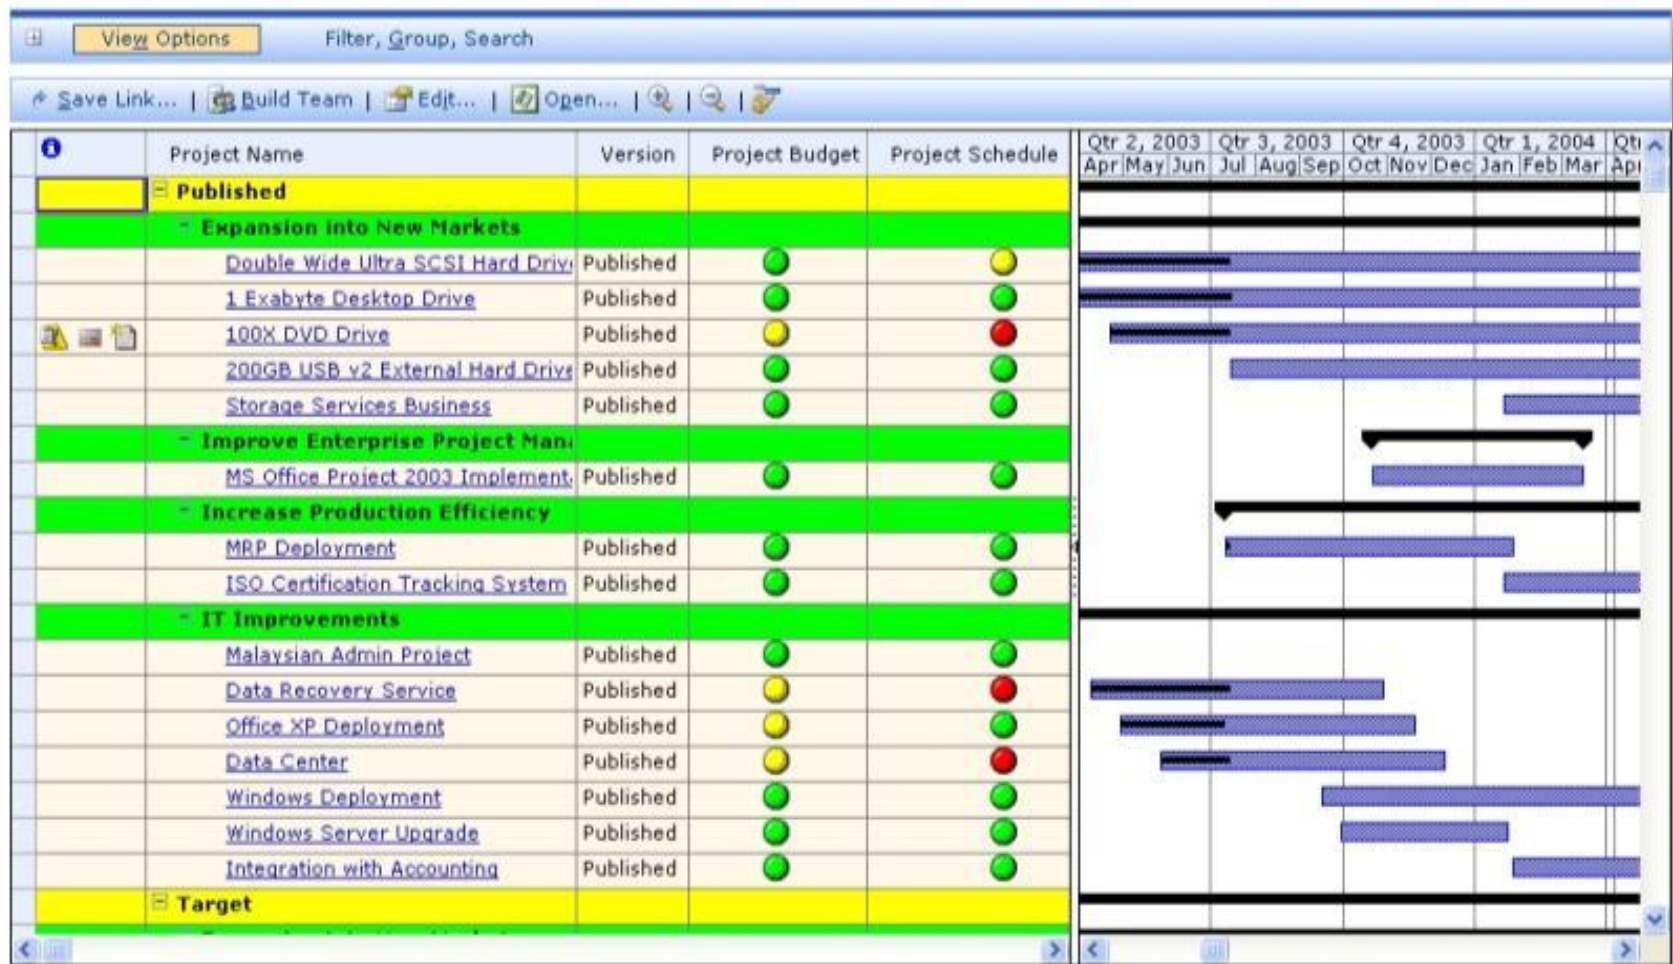 View Options Filter, Group, Search
Save Link... | Build Team | Edit... | Open... | | |
Project Name Version Project Budget Project Schedule Qtr 2, 2003 Qtr 3, 2003 Qtr 4, 2003 Qtr 1, 2004 Qt
Apr May Jun Jul Aug Sep Oct Nov Dec Jan Feb Mar Ap
Published
Expansion into New Markets
Double Wide Ultra SCSI Hard Driv Published
1 Exabyte Desktop Drive Published
100X DVD Drive Published
200GB USB v2 External Hard Drive Published
Storage Services Business Published
Improve Enterprise Project Mana
MS Office Project 2003 Implement Published
Increase Production Efficiency
MRP Deployment Published
ISO Certification Tracking System Published
IT Improvements
Malaysian Admin Project Published
Data Recovery Service Published
Office XP Deployment Published
Data Center Published
Windows Deployment Published
Windows Server Upgrade Published
Integration with Accounting Published
Target